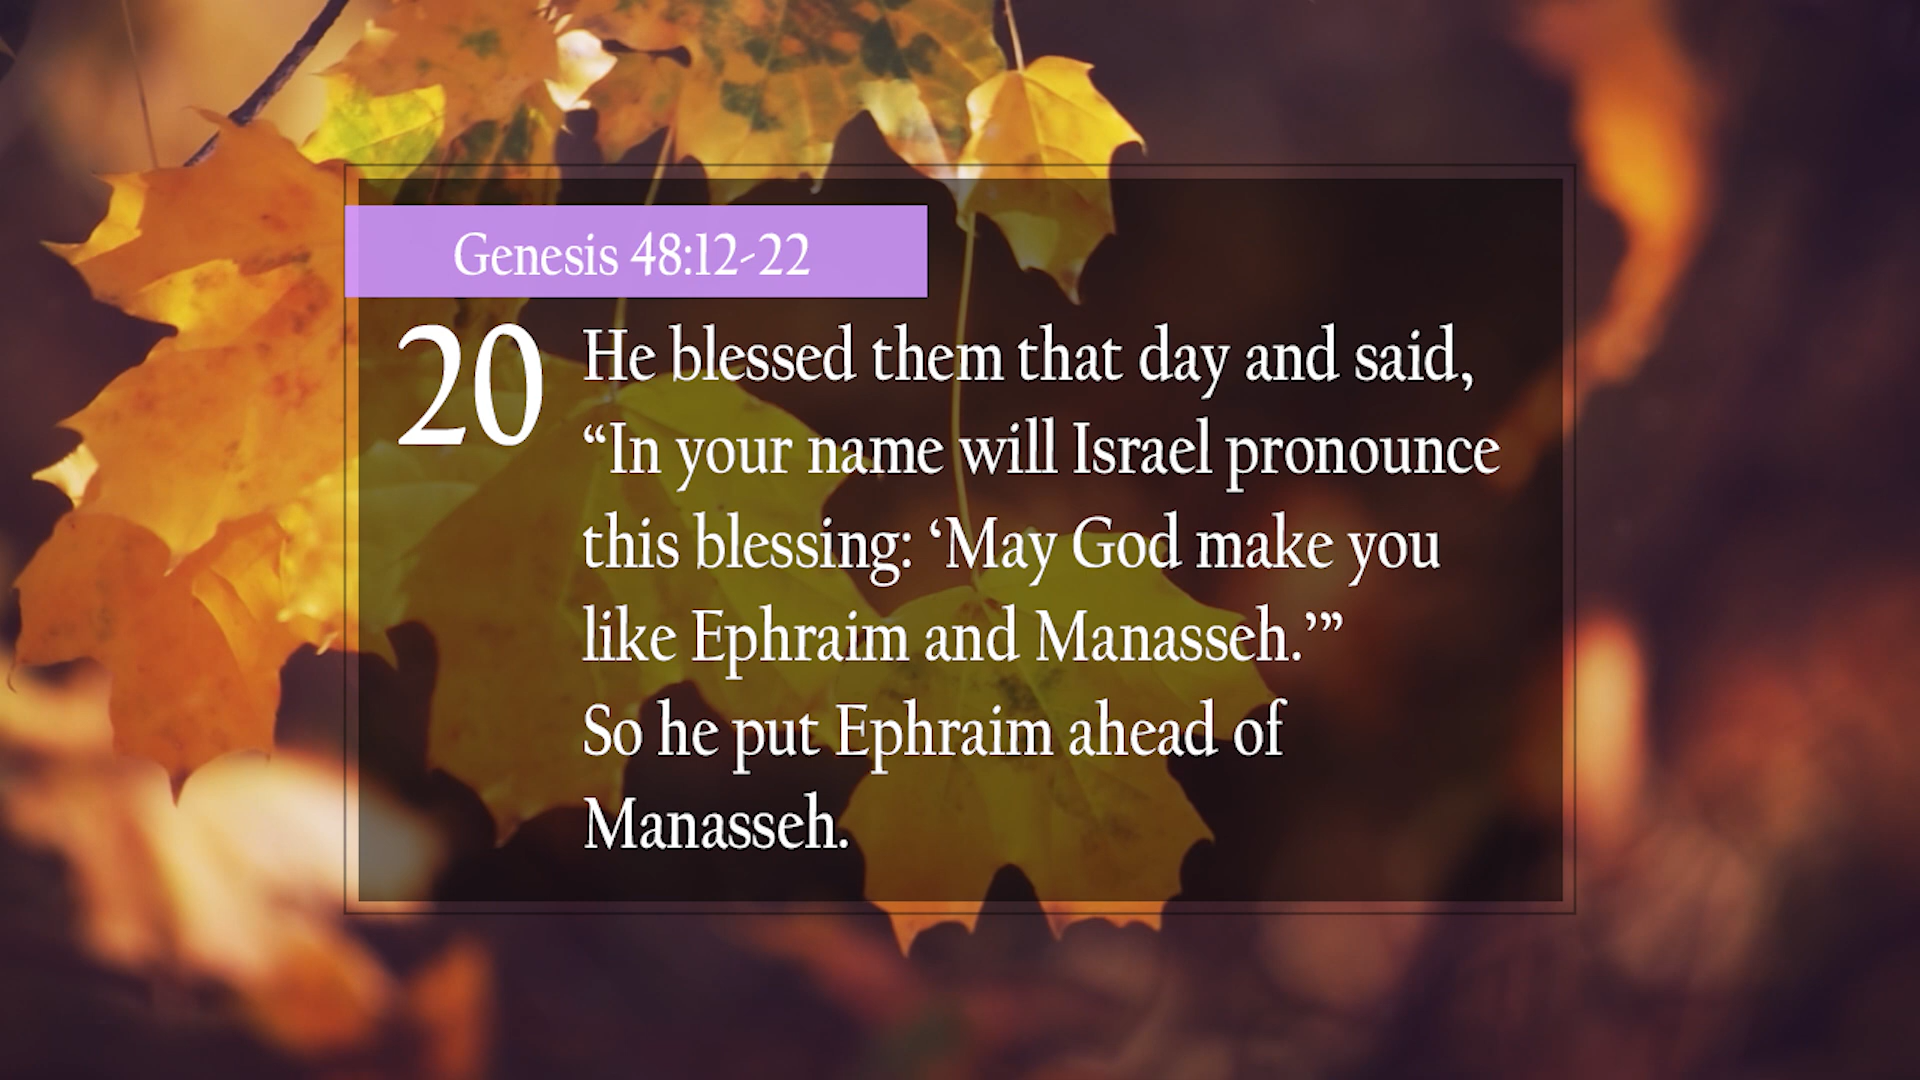 Genesis 48:12-22
20 He blessed them that day and said,
“In your name will Israel pronounce
this blessing: ‘May God make you
like Ephraim and Manasseh.’”
So he put Ephraim ahead of
Manasseh.